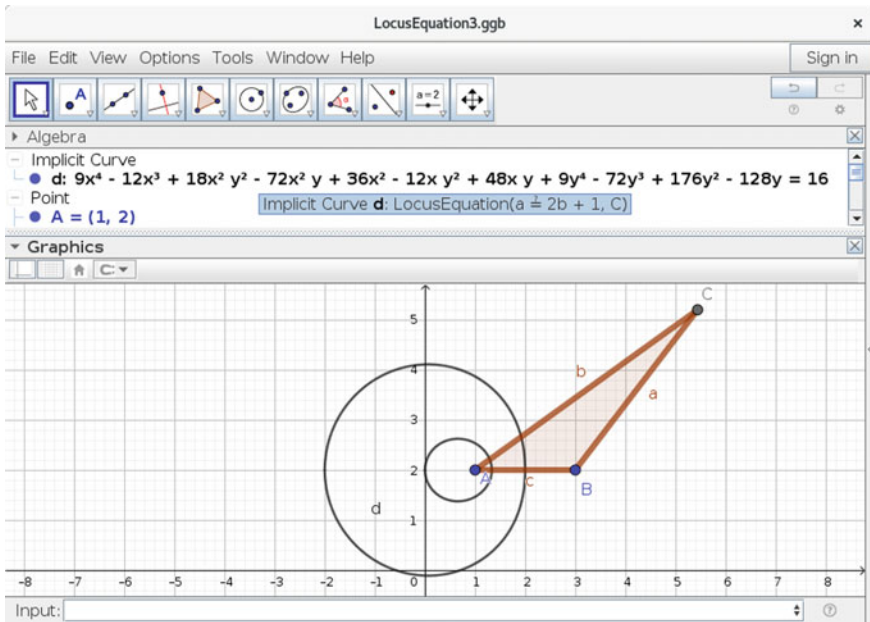 LocusEquation3.ggb ×
File Edit View Options Tools Window Help Sign in
A a=2
Algebra
Implicit Curve
d: 9x⁴ - 12x³ + 18x² y² - 72x² y + 36x² - 12x y² + 48x y + 9y⁴ - 72y³ + 176y² - 128y = 16
Point
Implicit Curve d: LocusEquation(a ≟ 2b + 1, C)
A = (1, 2)
Graphics
C
5
b
4
a
3
2
A
c
B
d
1
-8 -7 -6 -5 -4 -3 -2 -1 0 1 2 3 4 5 6 7 8
Input: